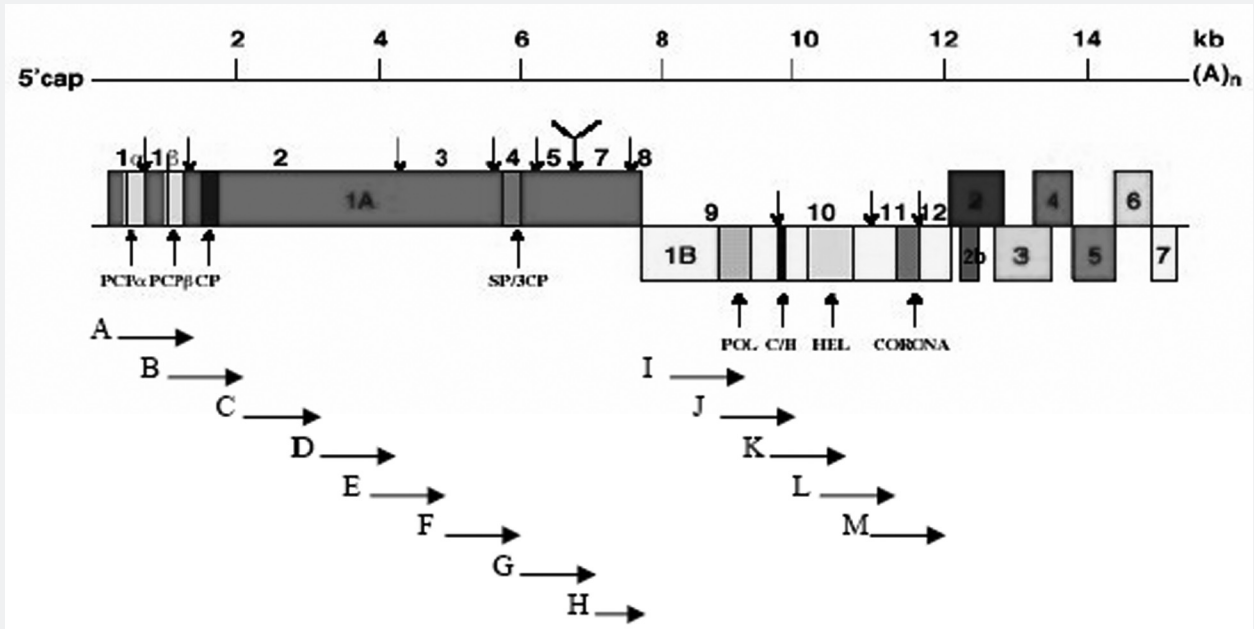 2 4 6 8 10 12 14 kb
5'cap (A)n
1α 1β 2 3 4 5 7 8
1A
2 4 6
9 10 11 12
1B 2b 3 5 7
PCPα PCPβ CP SP/3CP
POL C/H HEL CORONA
A
B I
C J
D K
E L
F M
G
H